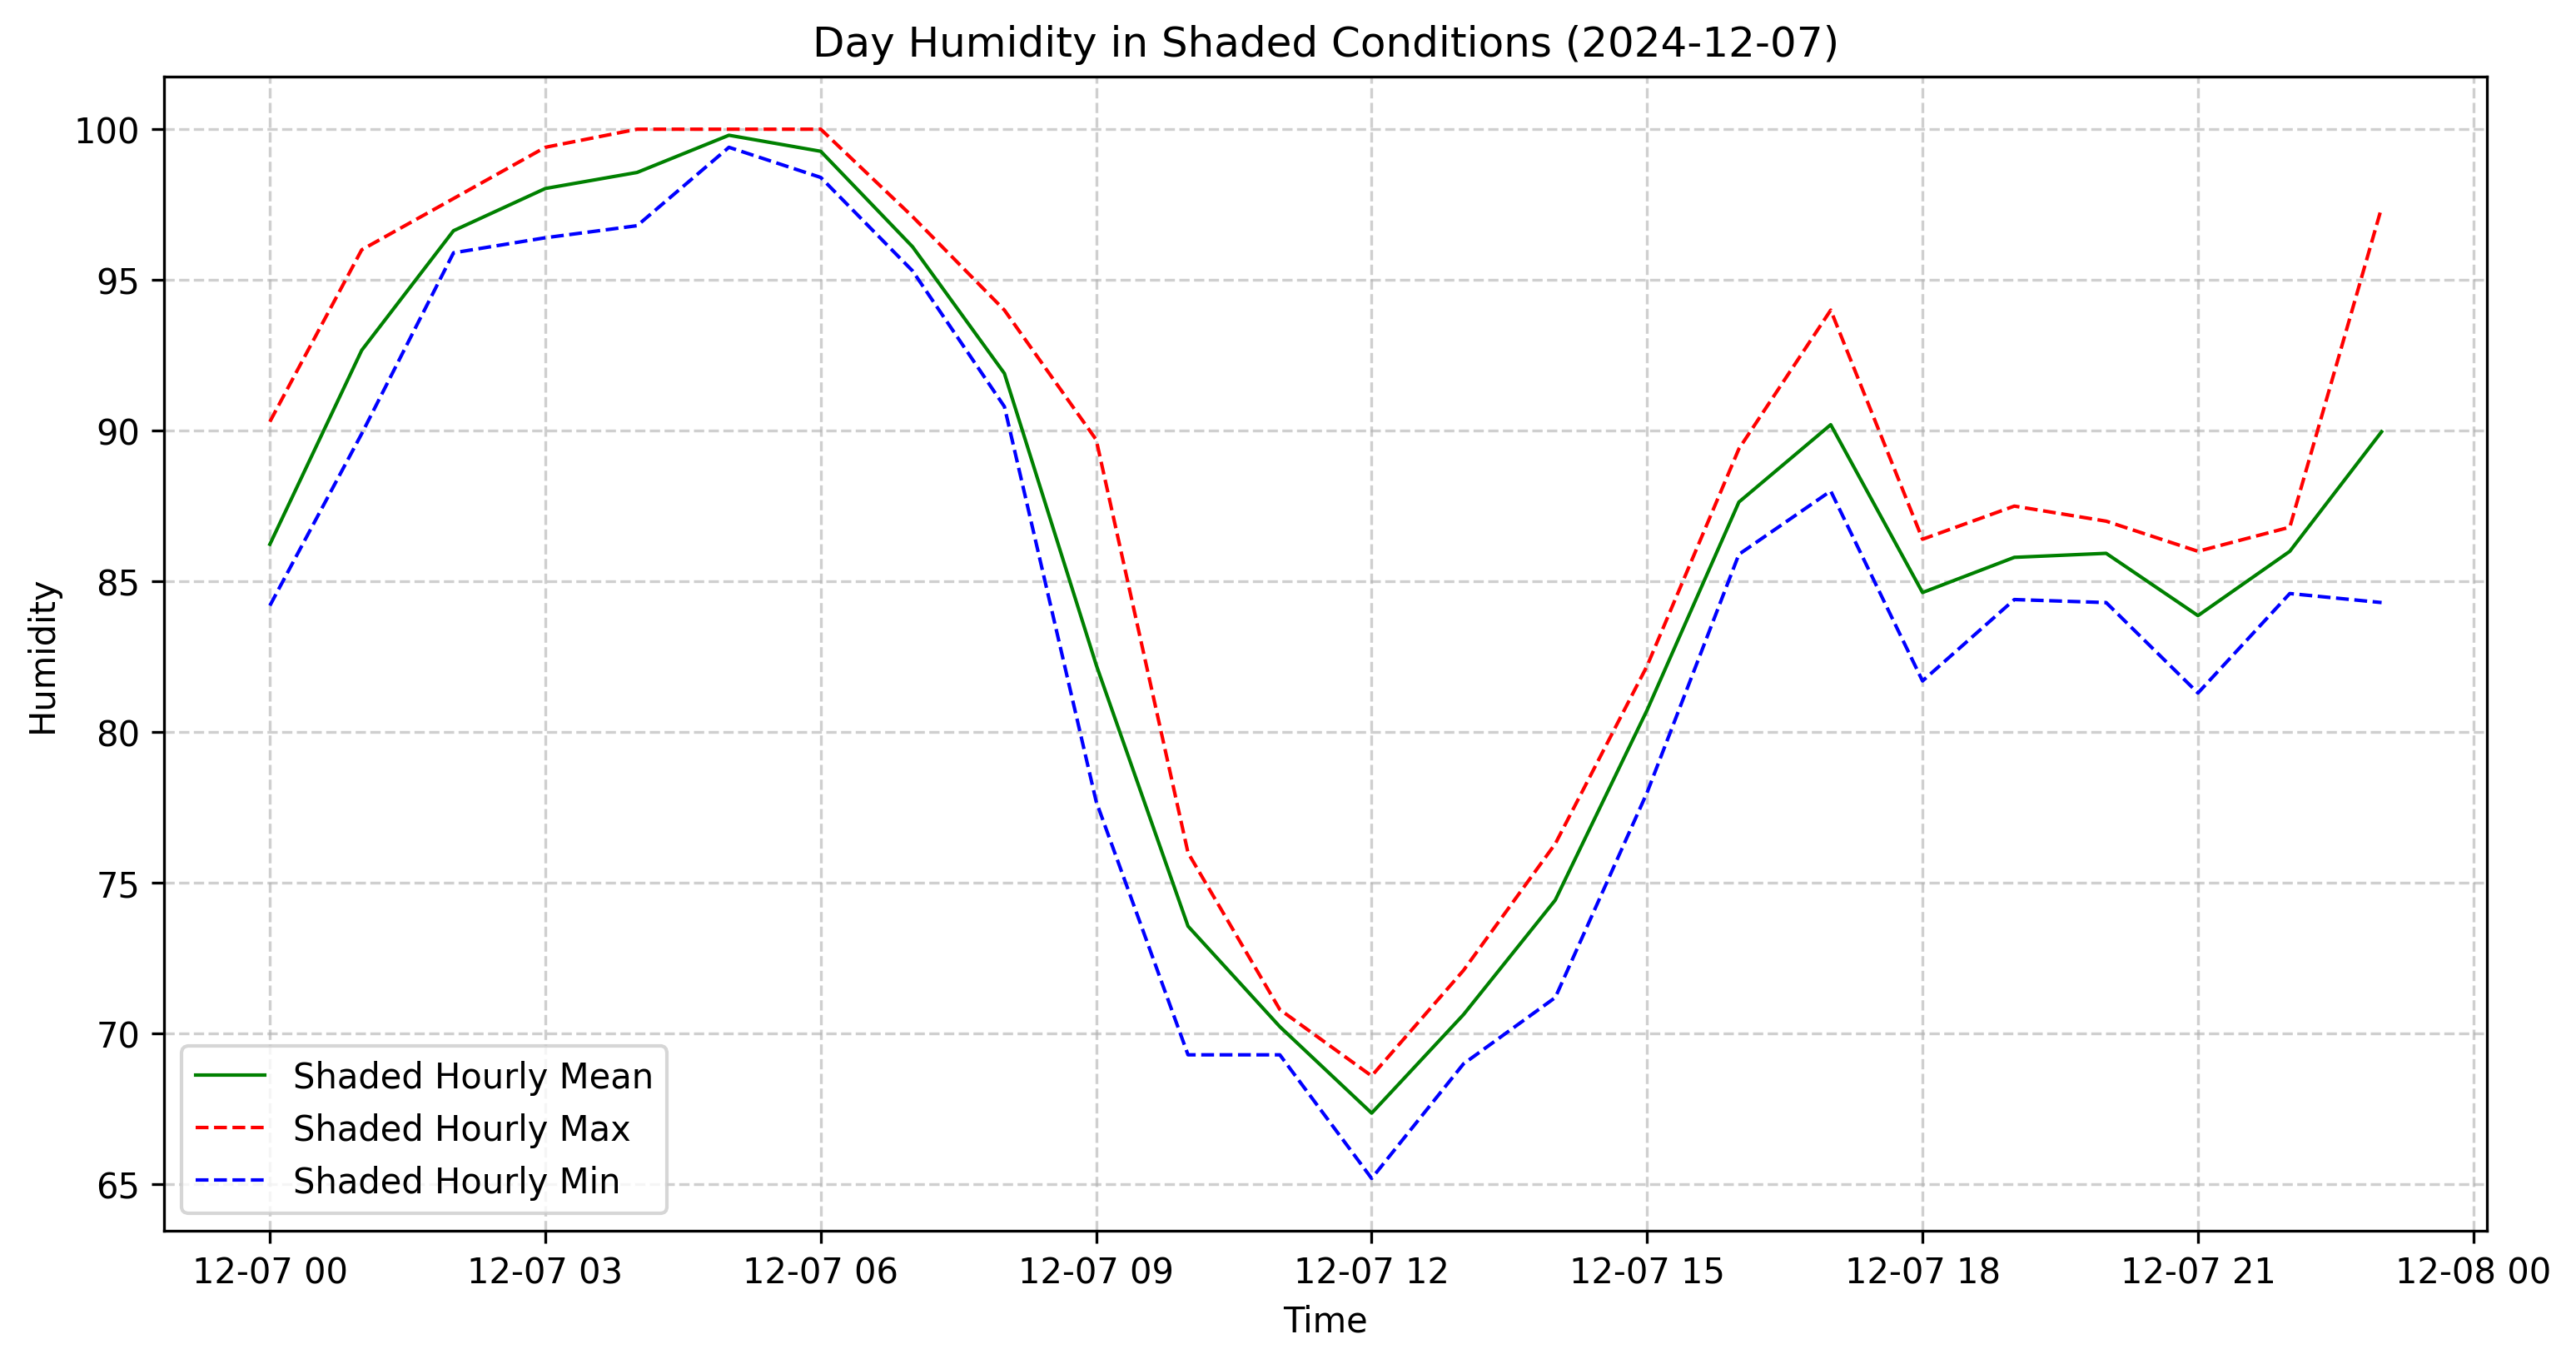 Day Humidity in Shaded Conditions (2024-12-07)
100
95
90
85
80
75
70
65
Humidity
Shaded Hourly Mean
Shaded Hourly Max
Shaded Hourly Min
12-07 00
12-07 03
12-07 06
12-07 09
12-07 12
12-07 15
12-07 18
12-07 21
12-08 00
Time